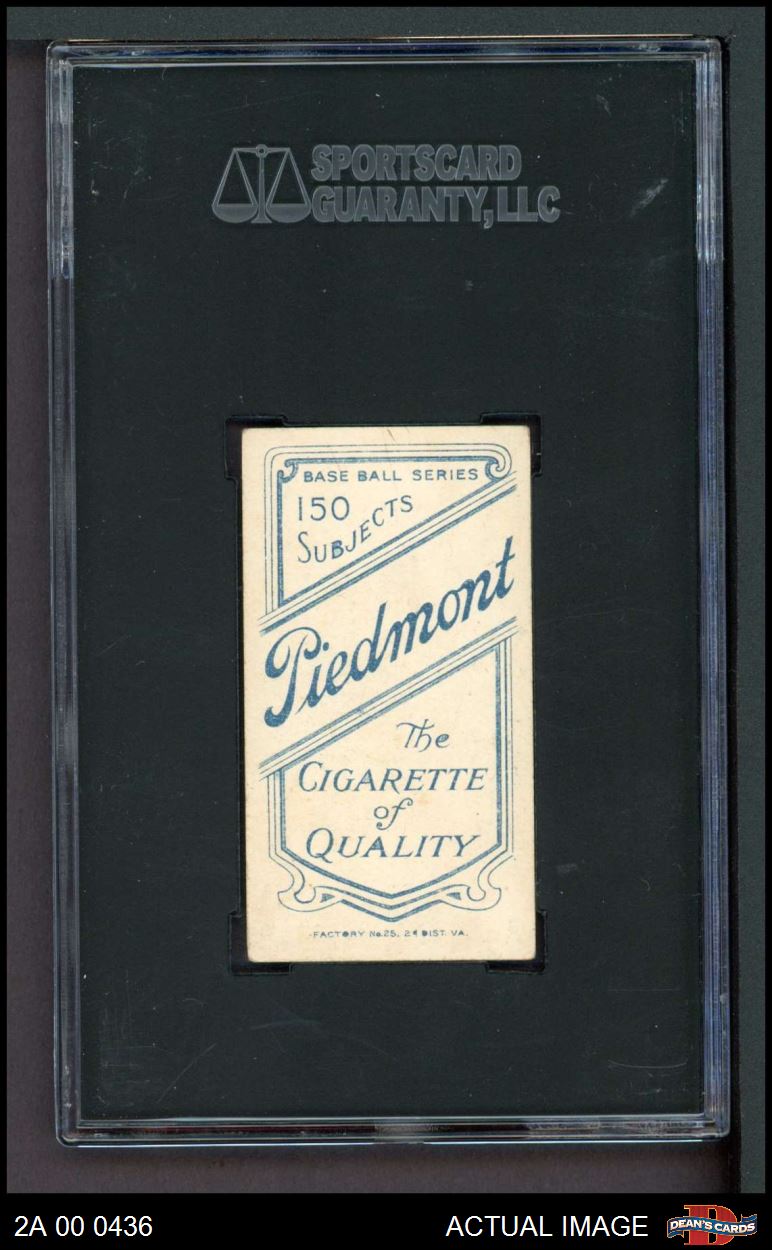 SPORTSCARD
GUARANTY, LLC
BASE BALL SERIES
150
SUBJECTS
Piedmont
The
CIGARETTE
of
QUALITY
FACTORY No. 25, 2d DIST. VA.
2A 00 0436
ACTUAL IMAGE
D
DEAN'S CARDS